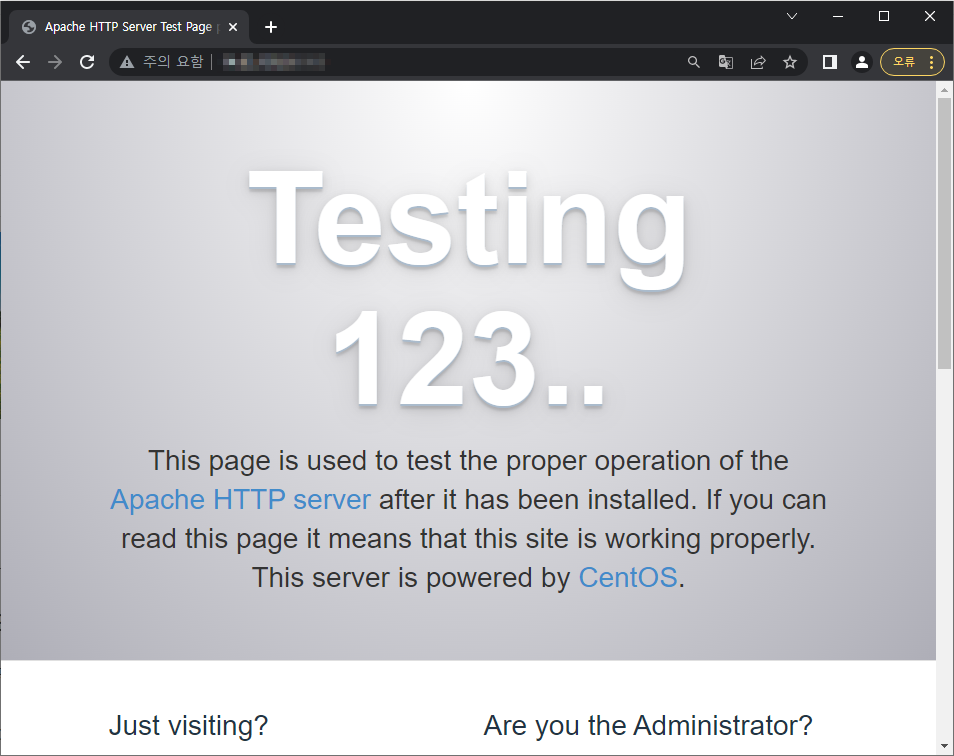 Apache HTTP Server Test Page
주의 요함
오류
Testing
123..
This page is used to test the proper operation of the
Apache HTTP server after it has been installed. If you can
read this page it means that this site is working properly.
This server is powered by CentOS.
Just visiting?
Are you the Administrator?